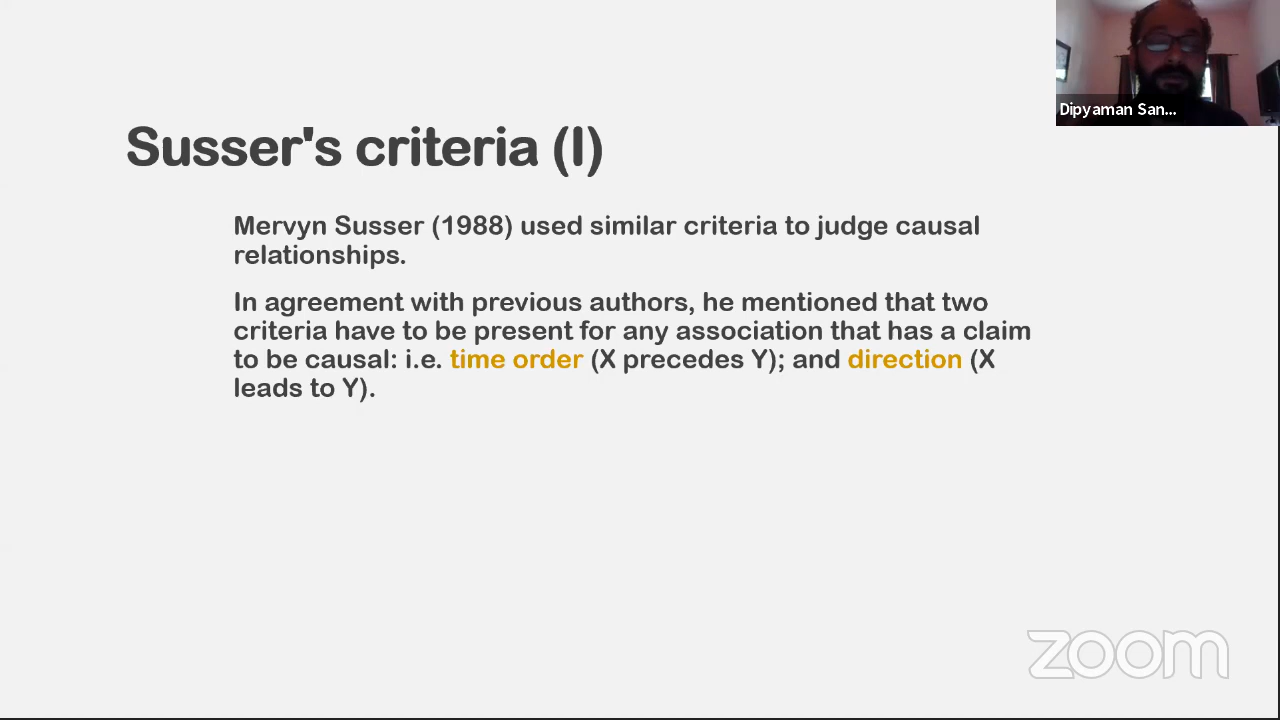 Dipyaman San...
Susser's criteria (I)
Mervyn Susser (1988) used similar criteria to judge causal
relationships.
In agreement with previous authors, he mentioned that two
criteria have to be present for any association that has a claim
to be causal: i.e. time order (X precedes Y); and direction (X
leads to Y).
zoom